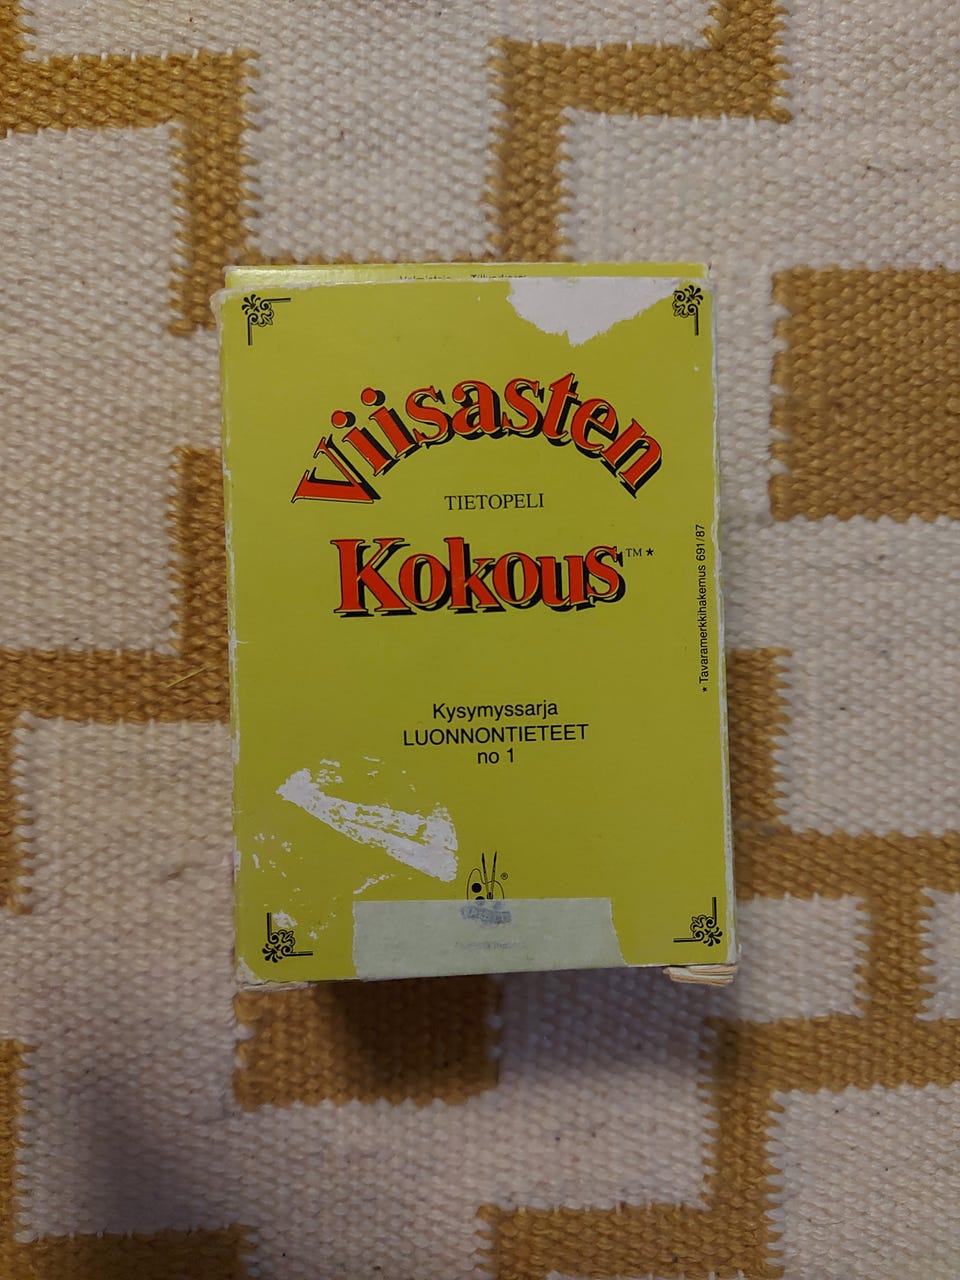 Viisasten
TIETOPELI
Kokous™*
* Tavaramerkkihakemus 691/87
Kysymyssarja
LUONNONTIETEET
no 1
®